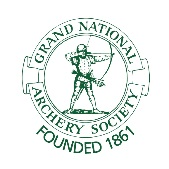 GRAND NATIONAL
ARCHERY SOCIETY
FOUNDED 1861